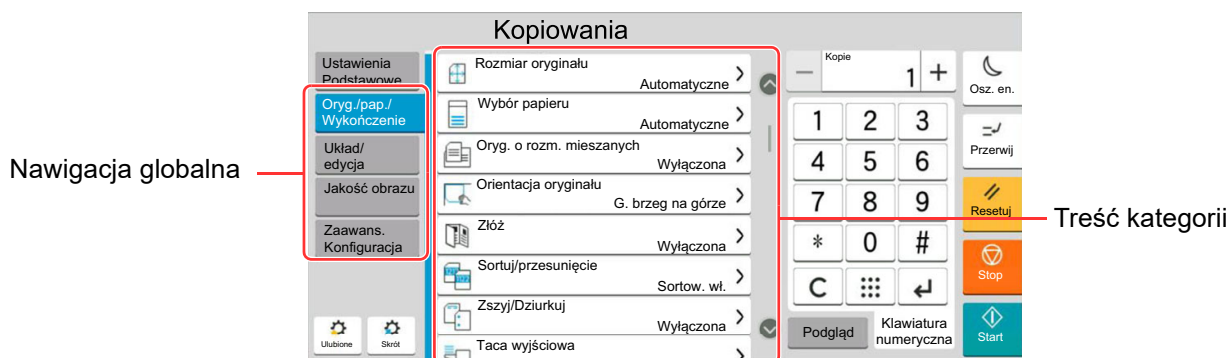 Kopiowania
Nawigacja globalna
Ustawienia
Podstawowe
Oryg./pap./
Wykończenie
Układ/
edycja
Jakość obrazu
Zaawans.
Konfiguracja
Ulubione
Skrót
Rozmiar oryginału
Automatyczne
Wybór papieru
Automatyczne
Oryg. o rozm. mieszanych
Wyłączona
Orientacja oryginału
G. brzeg na górze
Złóż
Wyłączona
Sortuj/przesunięcie
Sortow. wł.
Zszyj/Dziurkuj
Wyłączona
Taca wyjściowa
Kopie
− 1 +
1 2 3
4 5 6
7 8 9
* 0 #
C
Podgląd
Klawiatura
numeryczna
Osz. en.
Przerwij
Resetuj
Stop
Start
Treść kategorii